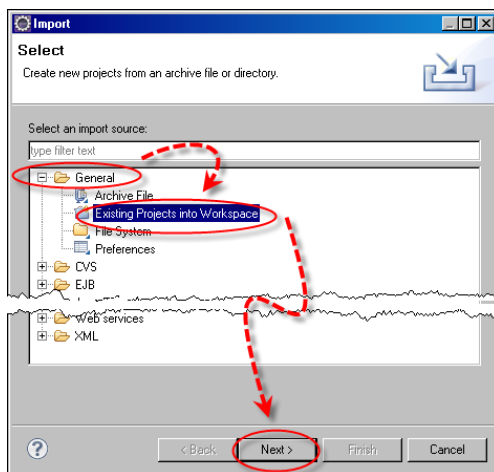 Import
Select
Create new projects from an archive file or directory.
Select an import source:
type filter text
General
Archive File
Existing Projects into Workspace
File System
Preferences
CVS
EJB
Web services
XML
?
< Back
Next >
Finish
Cancel